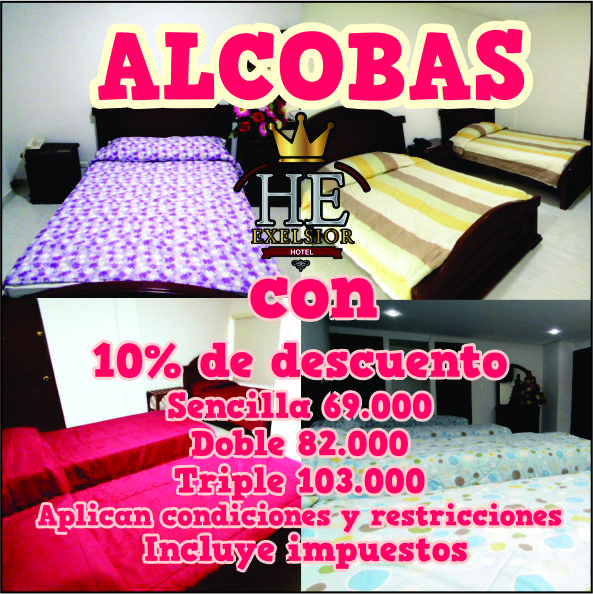 ALCOBAS
HE
EXELSIOR
HOTEL
con
10% de descuento
Sencilla 69.000
Doble 82.000
Triple 103.000
Aplican condiciones y restricciones
Incluye impuestos